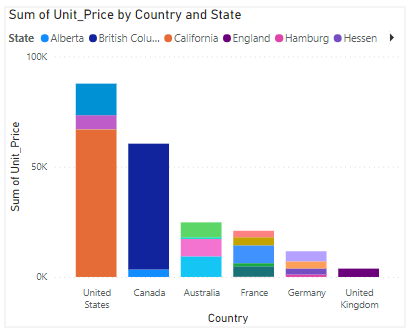 Sum of Unit_Price by Country and State
State Alberta British Colu... California England Hamburg Hessen
100K
50K
0K
Sum of Unit_Price
United States
Canada
Australia
France
Germany
United Kingdom
Country